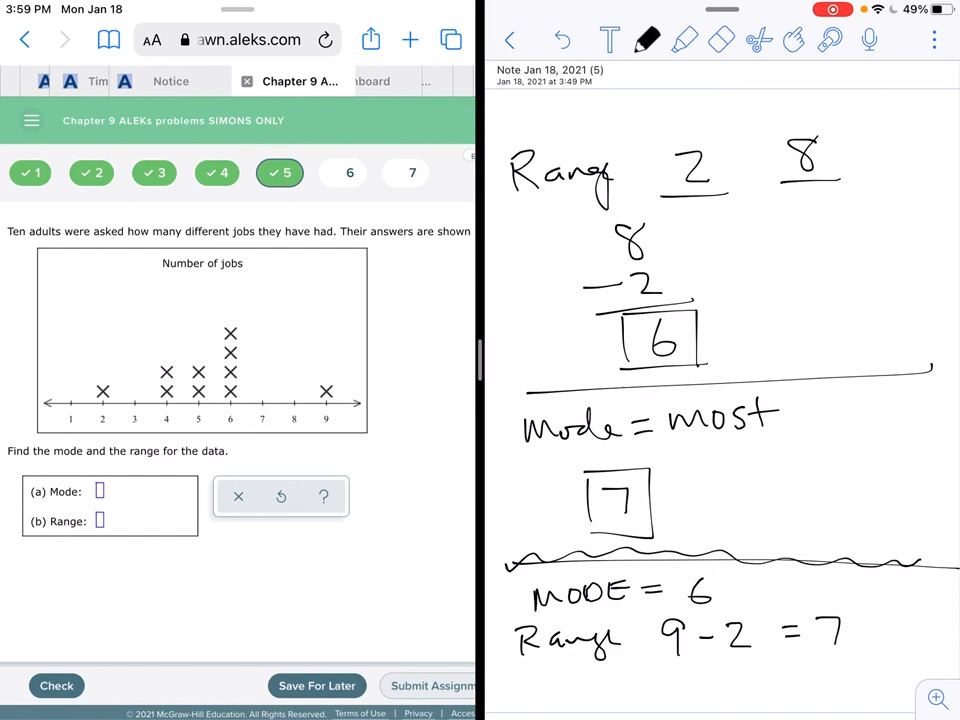 3:59 PM Mon Jan 18
49%
AA awn.aleks.com
A A Tim A Notice Chapter 9 A... hboard ...
Chapter 9 ALEKs problems SIMONS ONLY
1 2 3 4 5 6 7
Ten adults were asked how many different jobs they have had. Their answers are shown
Number of jobs
1 2 3 4 5 6 7 8 9
Find the mode and the range for the data.
(a) Mode:
(b) Range:
× ?
Check
Save For Later
Submit Assignm
© 2021 McGraw-Hill Education. All Rights Reserved. Terms of Use | Privacy | Acces
T
Note Jan 18, 2021 (5)
Jan 18, 2021 at 3:49 PM
Range 2 8
8
- 2
6
mode = most
7
MODE = 6
Range 9 - 2 = 7